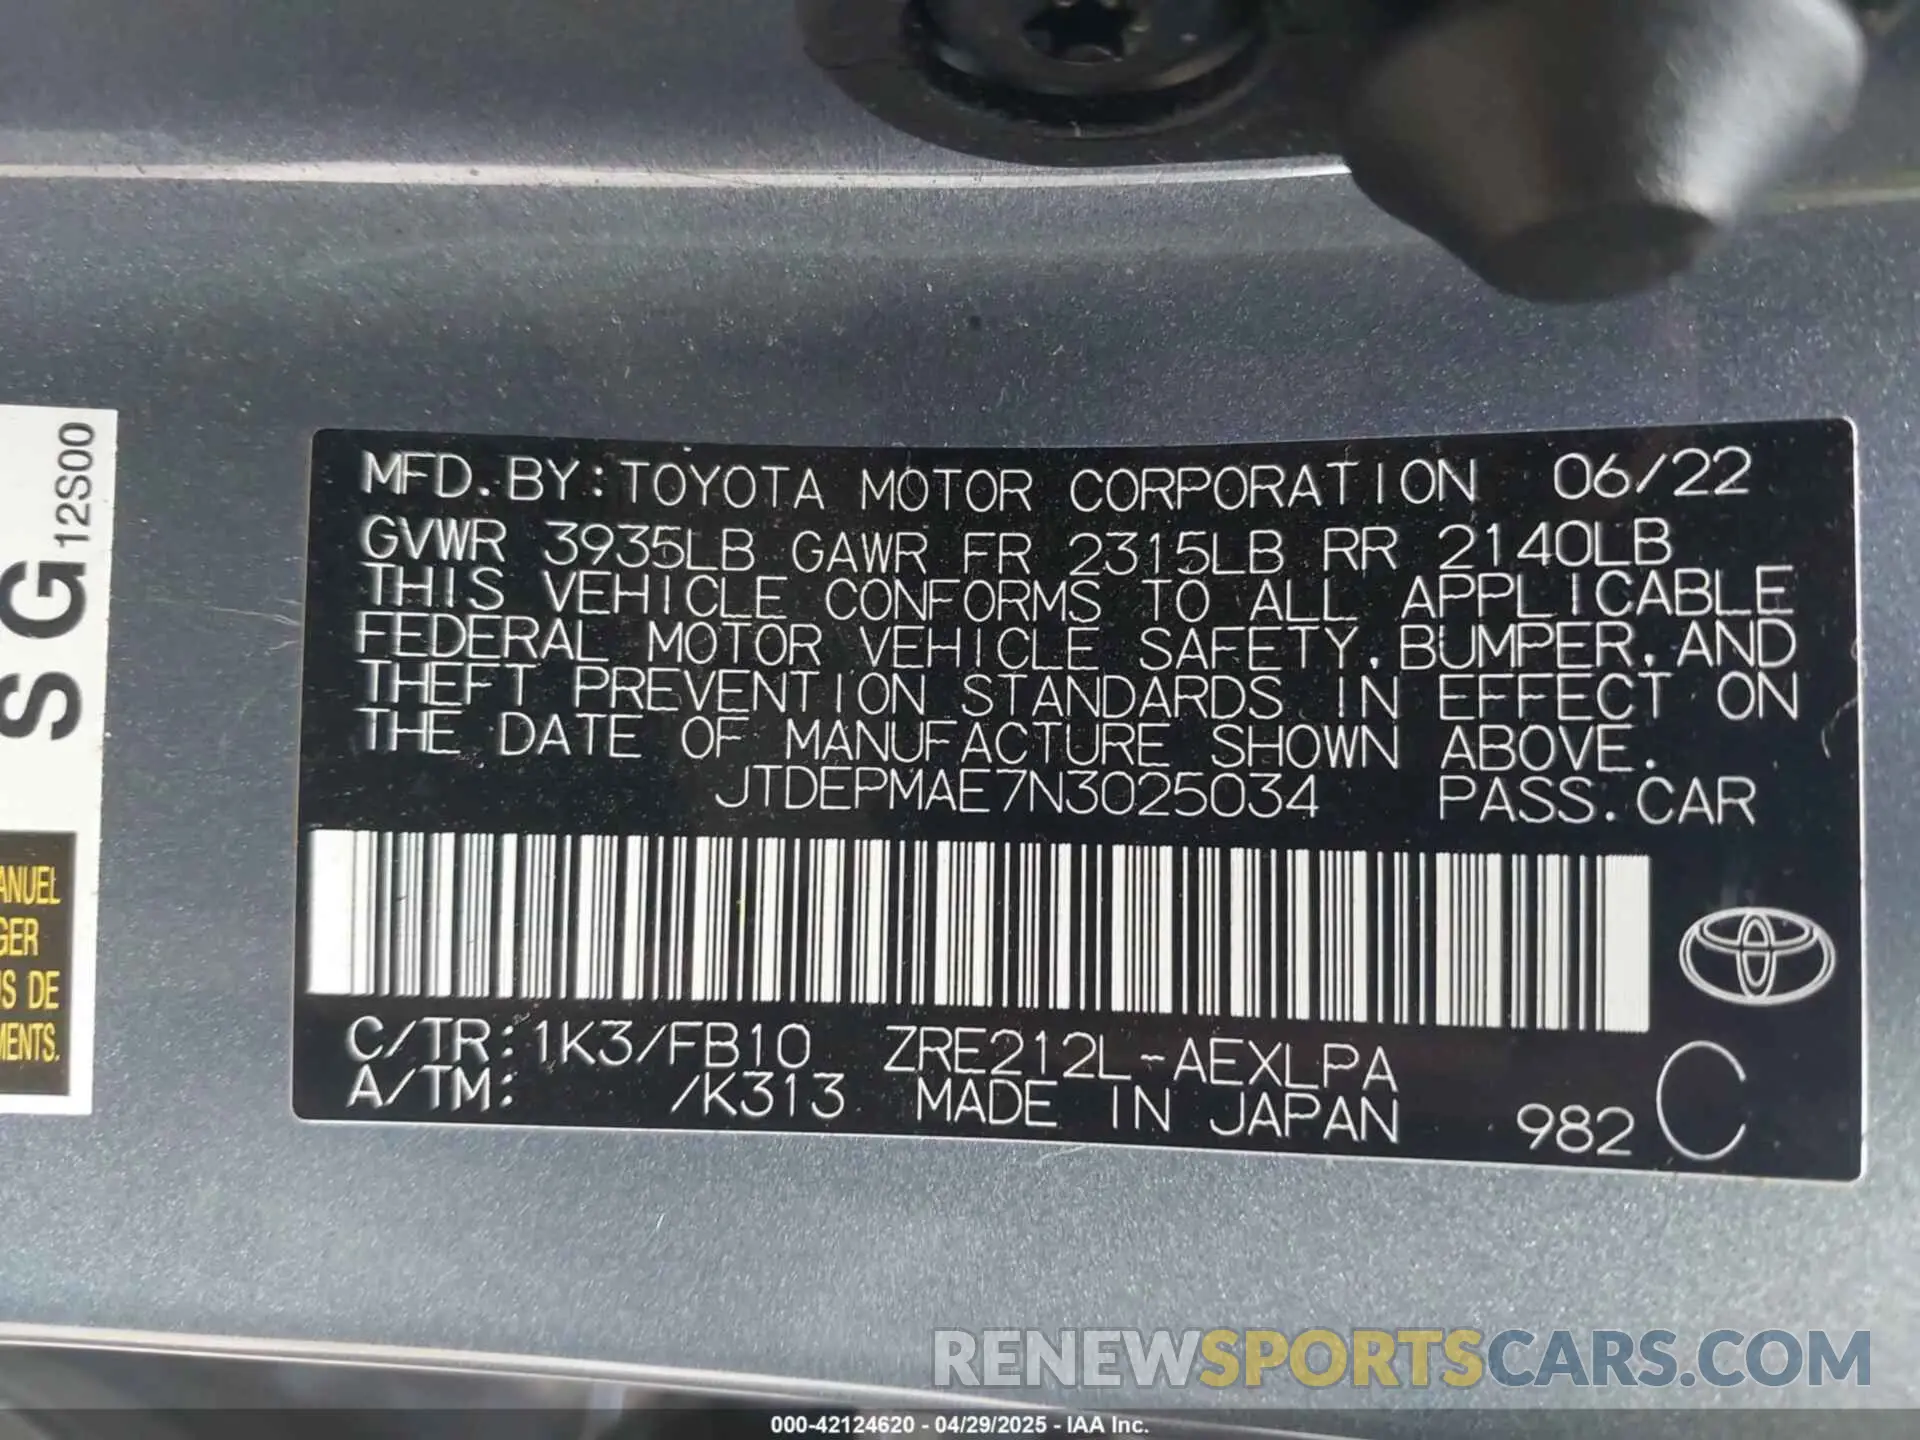 SG 12S00
ANUEL
GER
S DE
MENTS.
MFD. BY: TOYOTA MOTOR CORPORATION 06/22
GVWR 3935LB GAWR FR 2315LB RR 2140LB
THIS VEHICLE CONFORMS TO ALL APPLICABLE
FEDERAL MOTOR VEHICLE SAFETY, BUMPER, AND
THEFT PREVENTION STANDARDS IN EFFECT ON
THE DATE OF MANUFACTURE SHOWN ABOVE.
JTDEPMAE7N3025034 PASS. CAR
C/TR: 1K3/FB10 ZRE212L-AEXLPA
A/TM: /K313 MADE IN JAPAN 982 C
RENEWSPORTSCARS.COM
000-42124620 - 04/29/2025 - IAA Inc.